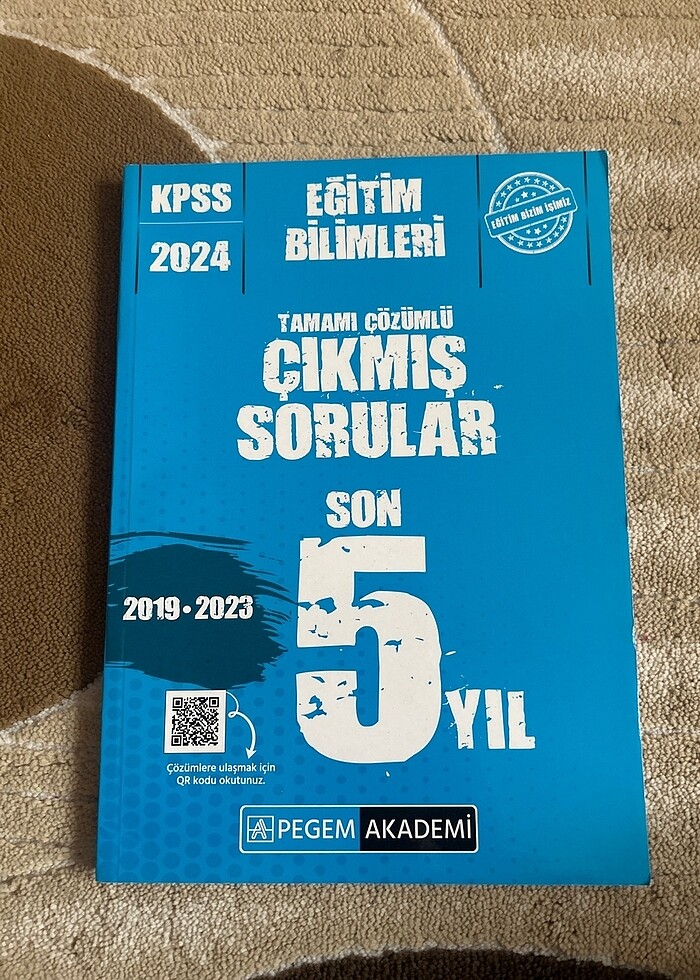 KPSS
2024
EĞİTİM
BİLİMLERİ
EĞİTİM BİZİM İŞİMİZ
TAMAMI ÇÖZÜMLÜ
ÇIKMIŞ
SORULAR
SON
5
YIL
2019•2023
Çözümlere ulaşmak için
QR kodu okutunuz.
PEGEM AKADEMİ